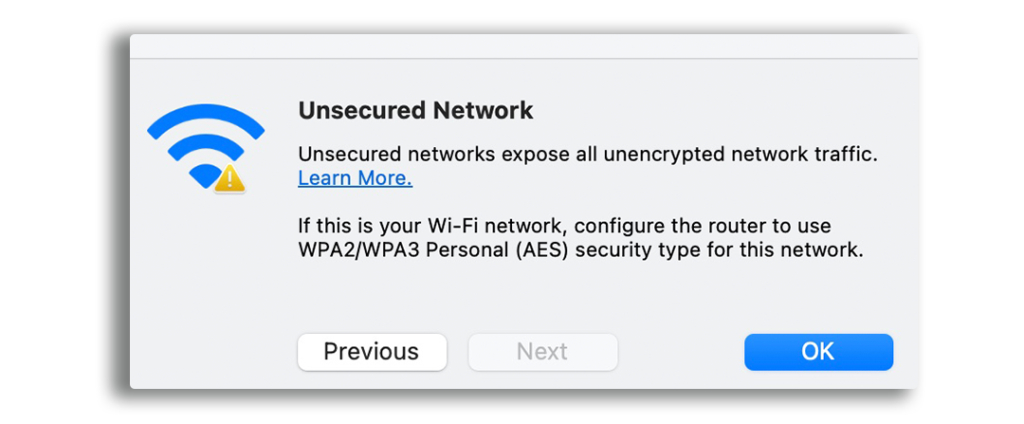 Unsecured Network
Unsecured networks expose all unencrypted network traffic.
Learn More.
If this is your Wi-Fi network, configure the router to use
WPA2/WPA3 Personal (AES) security type for this network.
Previous
Next
OK